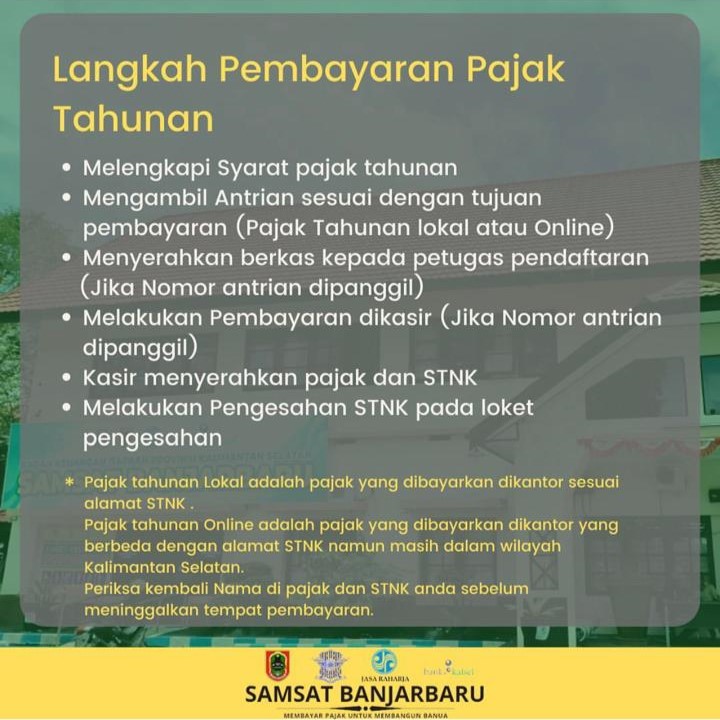 Langkah Pembayaran Pajak
Tahunan
• Melengkapi Syarat pajak tahunan
• Mengambil Antrian sesuai dengan tujuan
pembayaran (Pajak Tahunan lokal atau Online)
• Menyerahkan berkas kepada petugas pendaftaran
(Jika Nomor antrian dipanggil)
• Melakukan Pembayaran dikasir (Jika Nomor antrian
dipanggil)
• Kasir menyerahkan pajak dan STNK
• Melakukan Pengesahan STNK pada loket
pengesahan
* Pajak tahunan Lokal adalah pajak yang dibayarkan dikantor sesuai
alamat STNK .
Pajak tahunan Online adalah pajak yang dibayarkan dikantor yang
berbeda dengan alamat STNK namun masih dalam wilayah
Kalimantan Selatan.
Periksa kembali Nama di pajak dan STNK anda sebelum
meninggalkan tempat pembayaran.
SAMSAT BANJARBARU
JASA RAHARJA
bank kalsel
SAMSAT BANJARBARU
MEMBAYAR PAJAK UNTUK MEMBANGUN BANUA